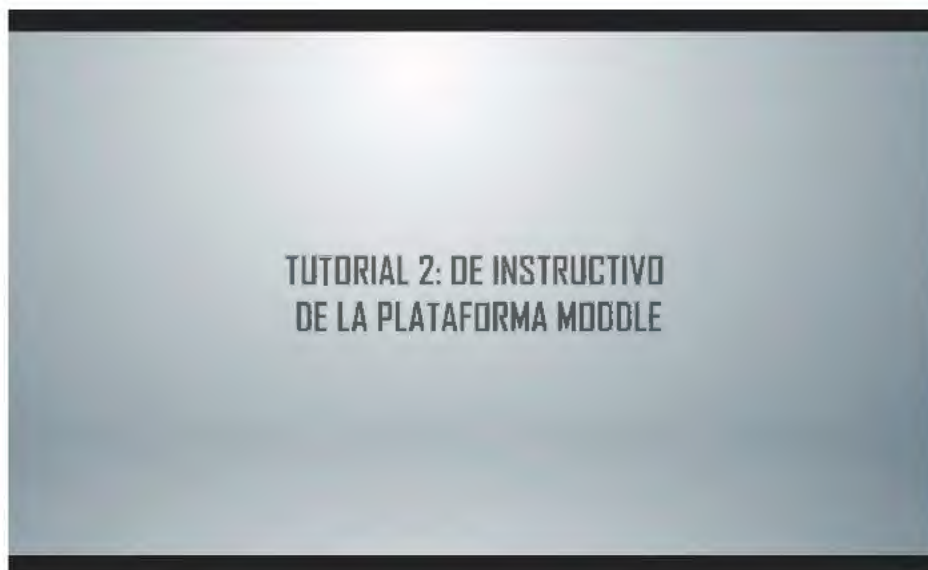 TUTORIAL 2: DE INSTRUCTIVO
DE LA PLATAFORMA MOODLE